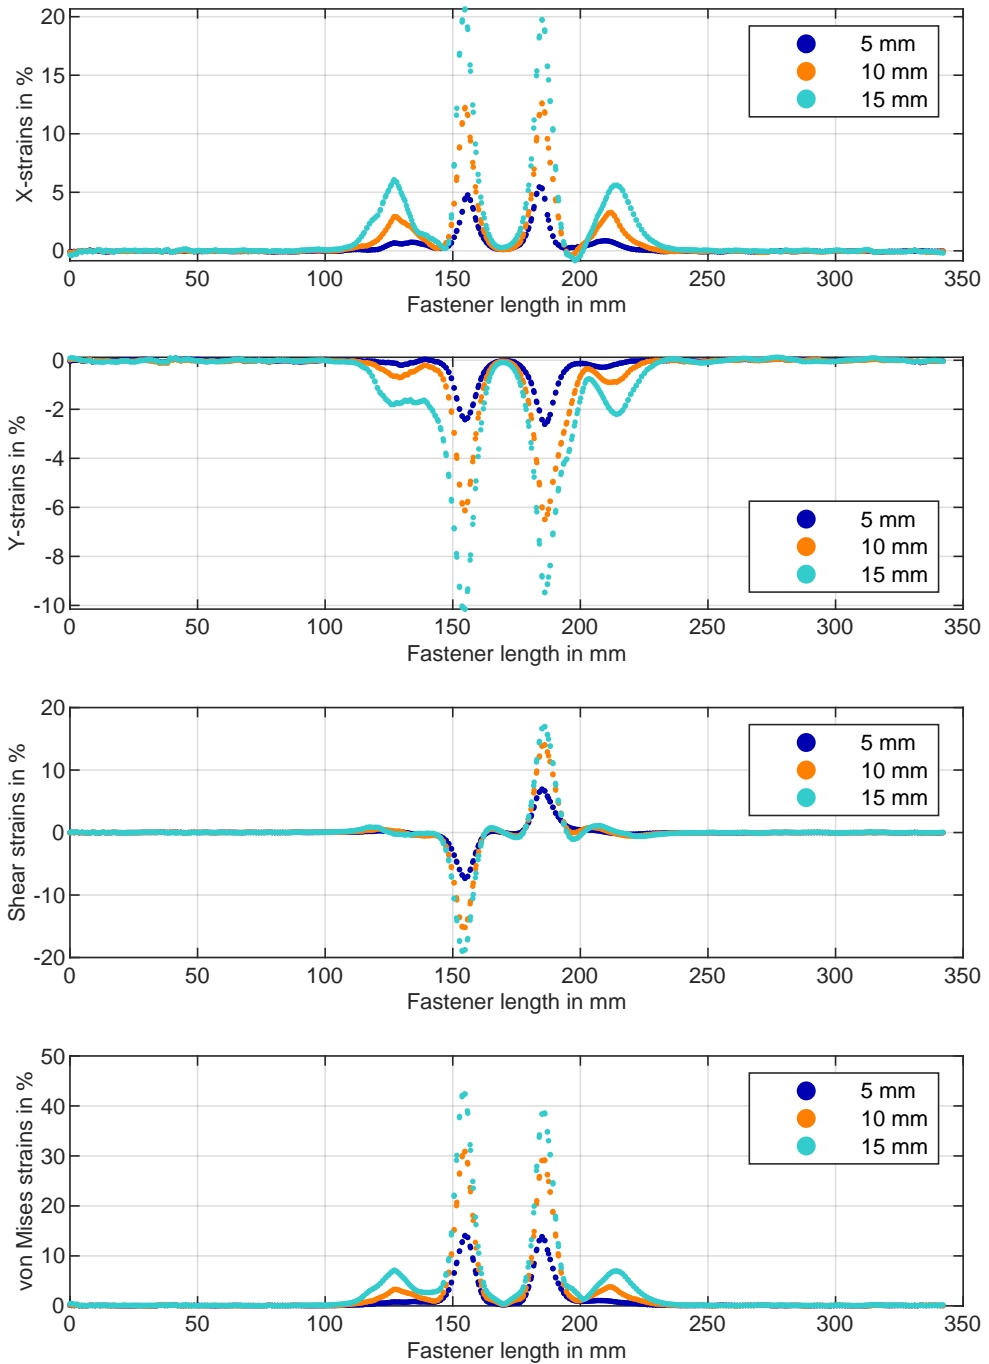 X-strains in %
20
15
10
5
0
5 mm
10 mm
15 mm
0 50 100 150 200 250 300 350
Fastener length in mm
Y-strains in %
0
-2
-4
-6
-8
-10
5 mm
10 mm
15 mm
0 50 100 150 200 250 300 350
Fastener length in mm
Shear strains in %
20
10
0
-10
-20
5 mm
10 mm
15 mm
0 50 100 150 200 250 300 350
Fastener length in mm
von Mises strains in %
50
40
30
20
10
0
5 mm
10 mm
15 mm
0 50 100 150 200 250 300 350
Fastener length in mm